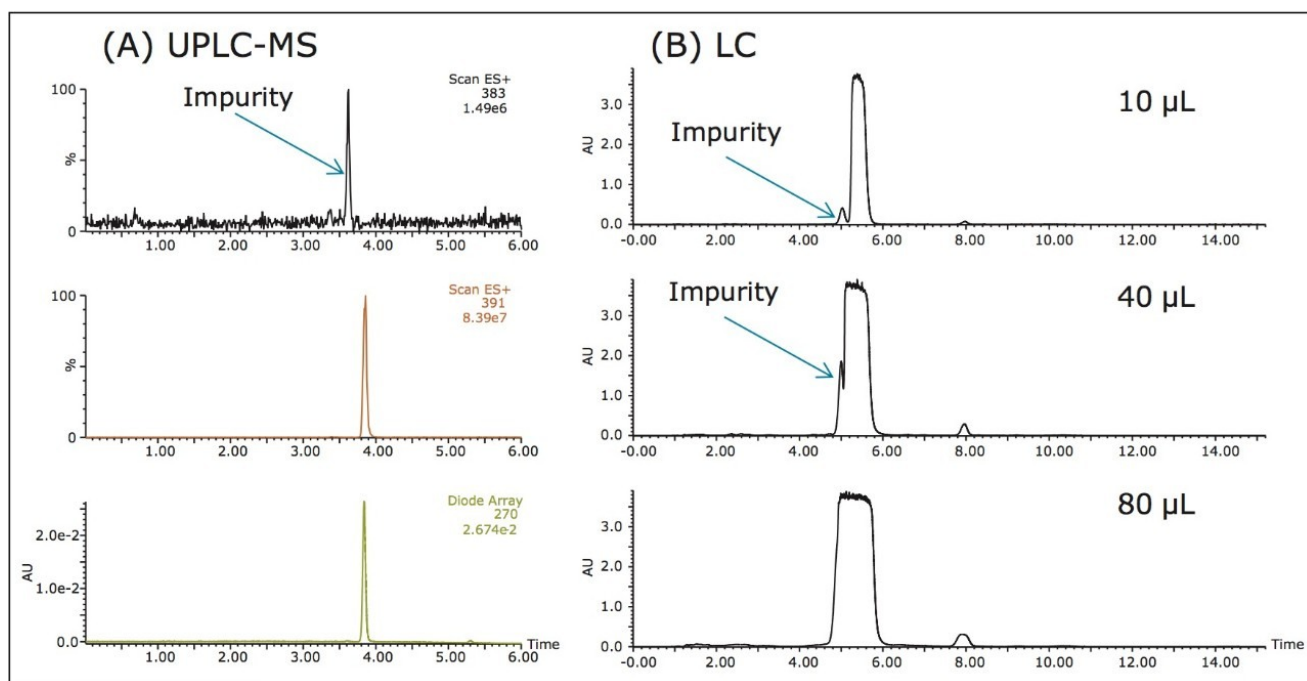 (A) UPLC-MS
Scan ES+
383
1.49e6
Impurity
100
%
0
1.00 2.00 3.00 4.00 5.00 6.00
Scan ES+
391
8.39e7
100
%
0
1.00 2.00 3.00 4.00 5.00 6.00
Diode Array
270
2.674e-2
2.0e-2
AU
1.0e-2
0.0
Time
1.00 2.00 3.00 4.00 5.00 6.00
(B) LC
10 µL
Impurity
3.0
2.0
AU
1.0
0.0
-0.00 2.00 4.00 6.00 8.00 10.00 12.00 14.00
40 µL
Impurity
3.0
2.0
AU
1.0
0.0
-0.00 2.00 4.00 6.00 8.00 10.00 12.00 14.00
80 µL
3.0
2.0
AU
1.0
0.0
Time
-0.00 2.00 4.00 6.00 8.00 10.00 12.00 14.00